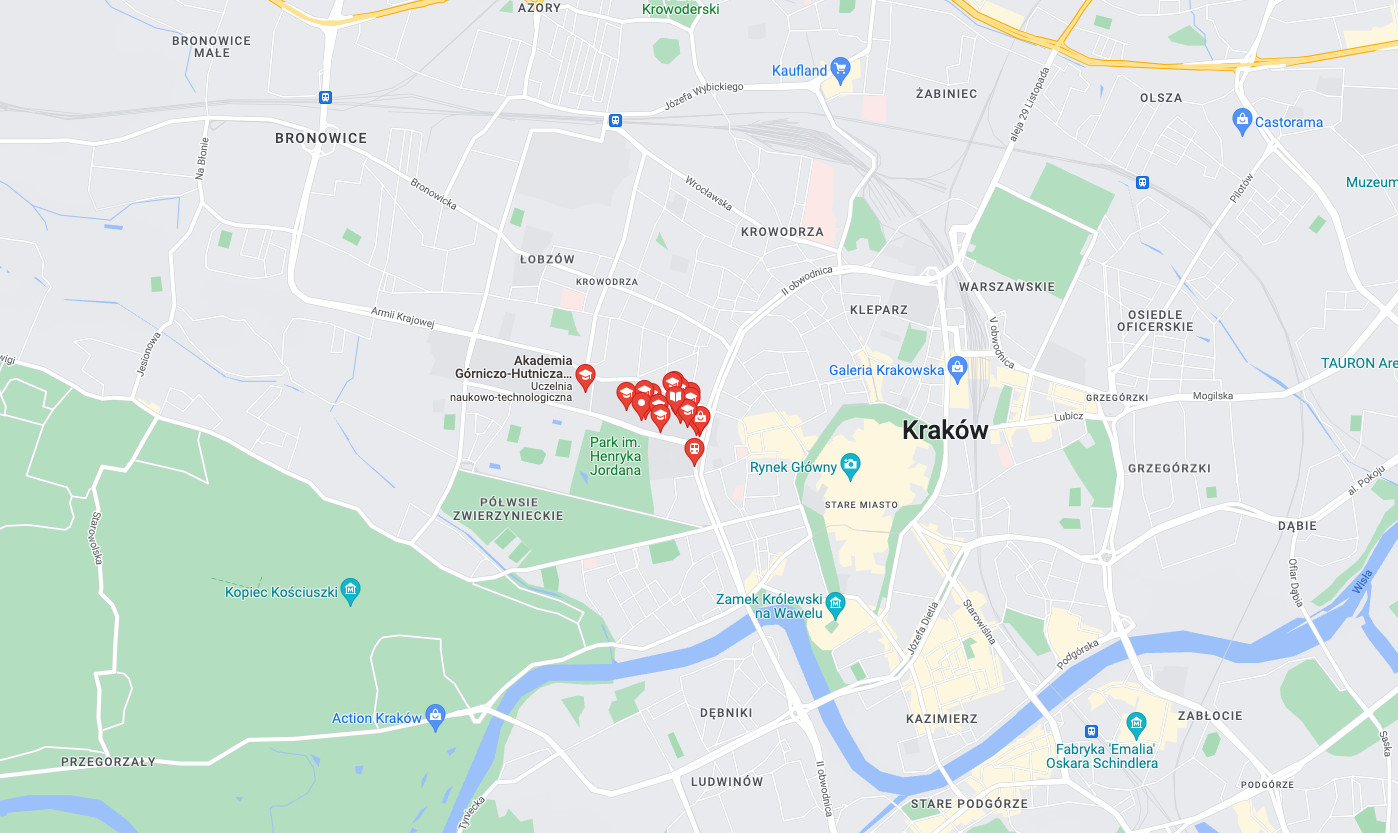 AZORY
Krowoderski
BRONOWICE
MAŁE
Kaufland
Józefa Wybickiego
ŻABINIEC
aleja 29 Listopada
OLSZA
Castorama
BRONOWICE
Na Błonie
Bronowicka
Wrocławska
Pilotów
Muzeum
KROWODRZA
ŁOBZÓW
KROWODRZA
II obwodnica
WARSZAWSKIE
KLEPARZ
Armii Krajowej
V obwodnica
OSIEDLE
OFICERSKIE
Jesionowa
wigi
Akademia
Górniczo-Hutnicza...
Uczelnia
naukowo-technologiczna
Galeria Krakowska
TAURON Are
GRZEGÓRZKI
Mogilska
Lubicz
Kraków
Park im.
Henryka
Jordana
Rynek Główny
GRZEGÓRZKI
al. Pokoju
STARE MIASTO
PÓŁWSIE
ZWIERZYNIECKIE
Starowolska
DĄBIE
Ofiar Dąbia
Wisła
Kopiec Kościuszki
Zamek Królewski
na Wawelu
Józefa Dietla
Starowiślna
Podgórska
Action Kraków
DĘBNIKI
KAZIMIERZ
ZABŁOCIE
Saska
Fabryka 'Emalia'
Oskara Schindlera
PRZEGORZAŁY
LUDWINÓW
II obwodnica
PODGÓRZE
Tyniecka
STARE PODGÓRZE